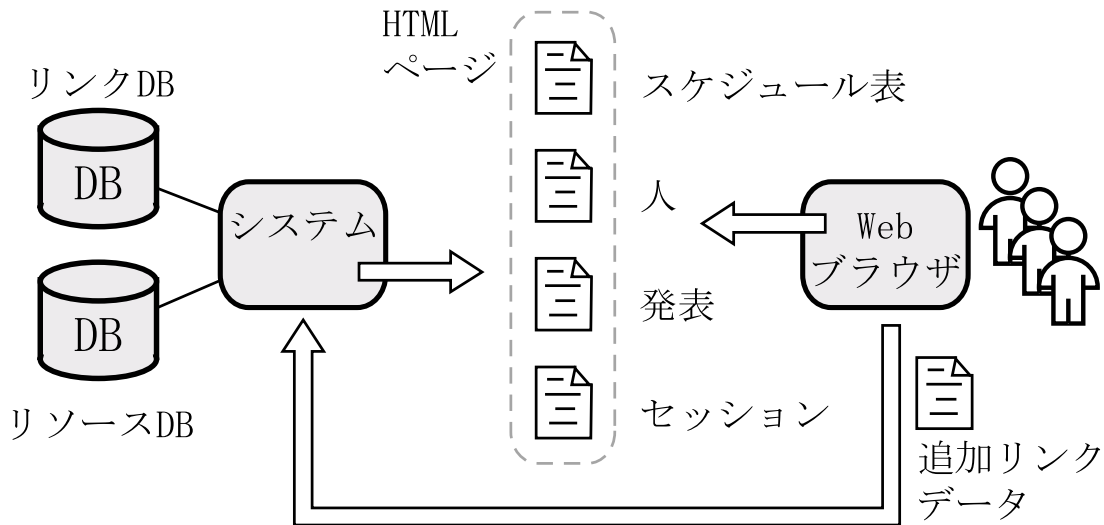 HTML
ページ
リンクDB
DB
システム
DB
リソースDB
スケジュール表
人
発表
セッション
Web
ブラウザ
追加リンク
データ